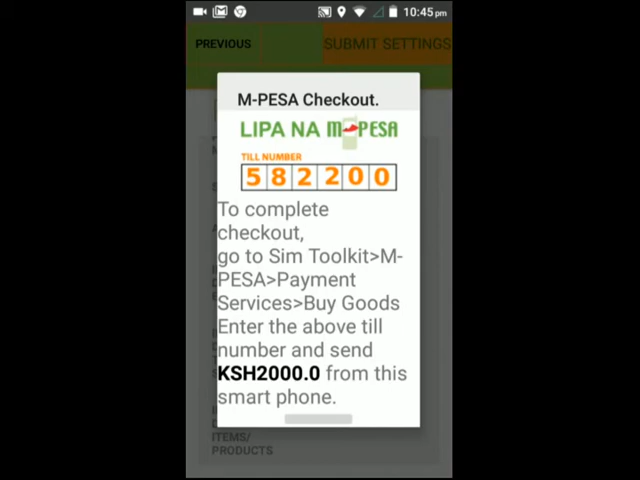 10:45 pm
PREVIOUS
SUBMIT SETTINGS
M-PESA Checkout.
LIPA NA M-PESA
TILL NUMBER
5 8 2 2 0 0
To complete
checkout,
go to Sim Toolkit>M-
PESA>Payment
Services>Buy Goods
Enter the above till
number and send
KSH2000.0 from this
smart phone.
ITEMS/
PRODUCTS